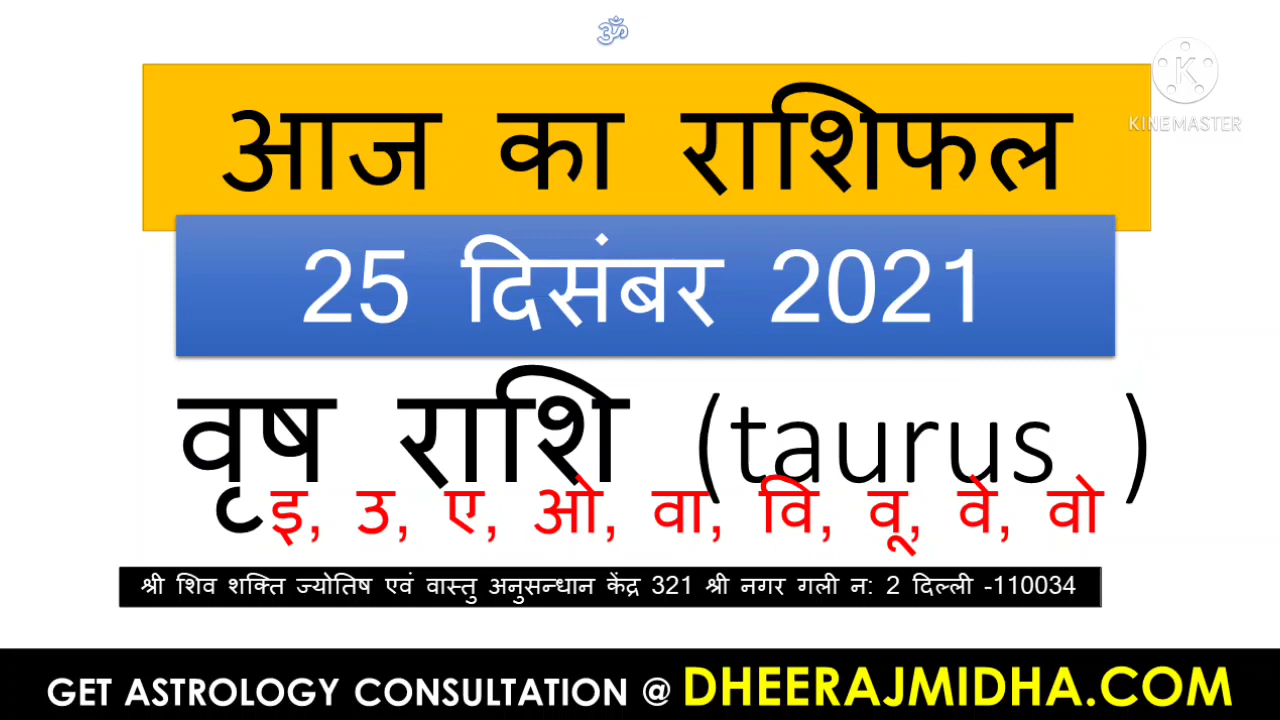 ॐ
आज का राशिफल
KINEMASTER
25 दिसंबर 2021
वृष राशि (taurus )
इ, उ, ए, ओ, वा, वि, वू, वे, वो
श्री शिव शक्ति ज्योतिष एवं वास्तु अनुसन्धान केंद्र 321 श्री नगर गली न: 2 दिल्ली -110034
GET ASTROLOGY CONSULTATION @ DHEERAJMIDHA.COM